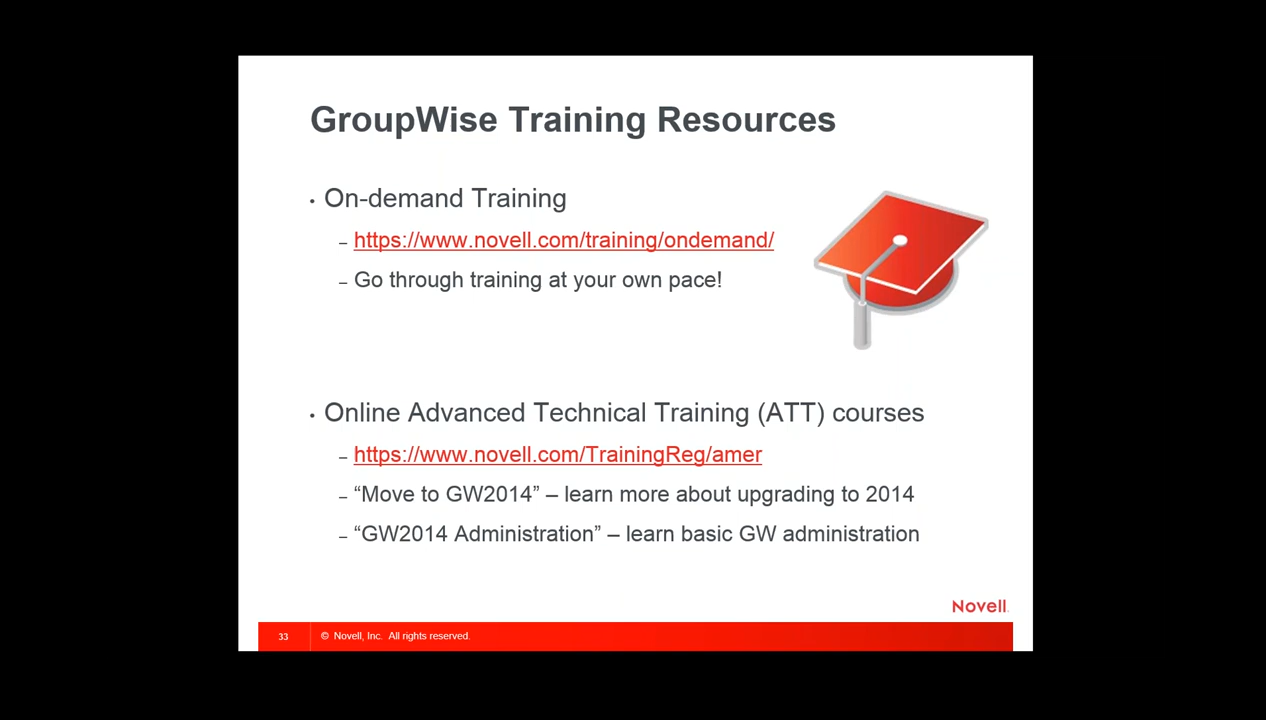 GroupWise Training Resources
• On-demand Training
– https://www.novell.com/training/ondemand/
– Go through training at your own pace!
• Online Advanced Technical Training (ATT) courses
– https://www.novell.com/TrainingReg/amer
– “Move to GW2014” – learn more about upgrading to 2014
– “GW2014 Administration” – learn basic GW administration
Novell.
33 © Novell, Inc. All rights reserved.